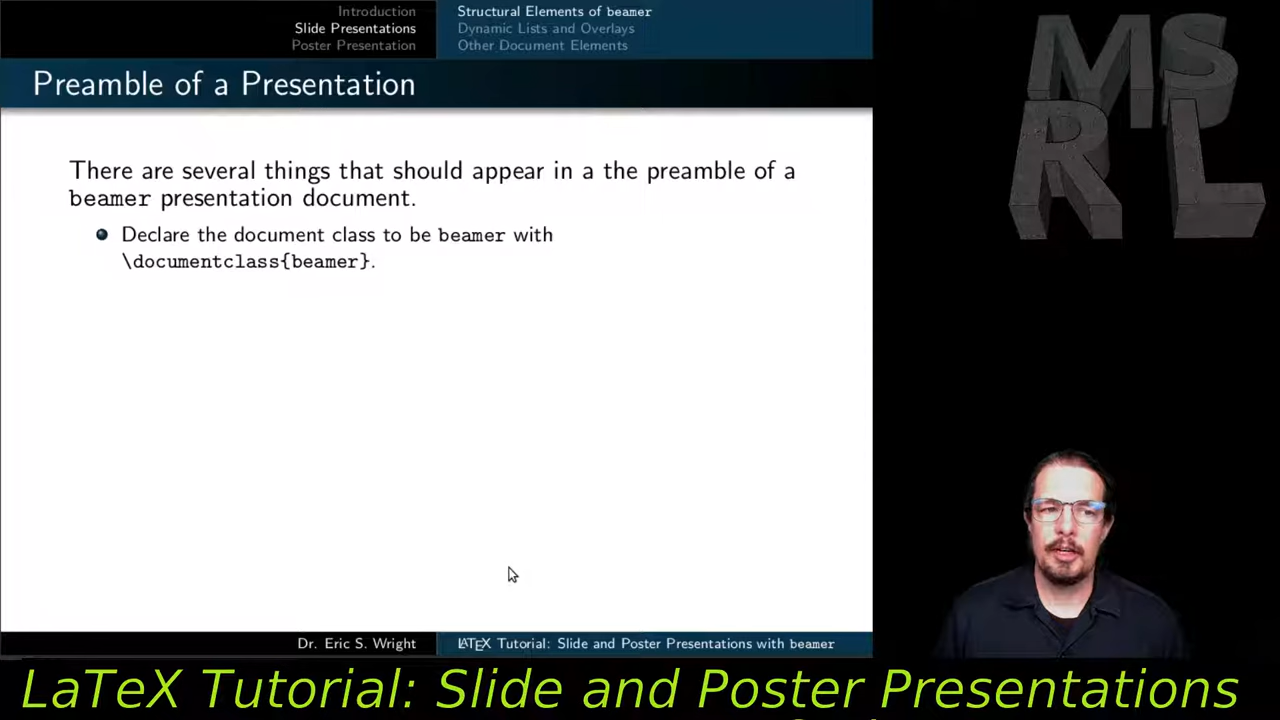 Introduction
Slide Presentations
Poster Presentation
Structural Elements of beamer
Dynamic Lists and Overlays
Other Document Elements
Preamble of a Presentation
There are several things that should appear in a the preamble of a
beamer presentation document.
Declare the document class to be beamer with
\documentclass{beamer}.
MS
RL
Dr. Eric S. Wright
LATEX Tutorial: Slide and Poster Presentations with beamer
LaTeX Tutorial: Slide and Poster Presentations